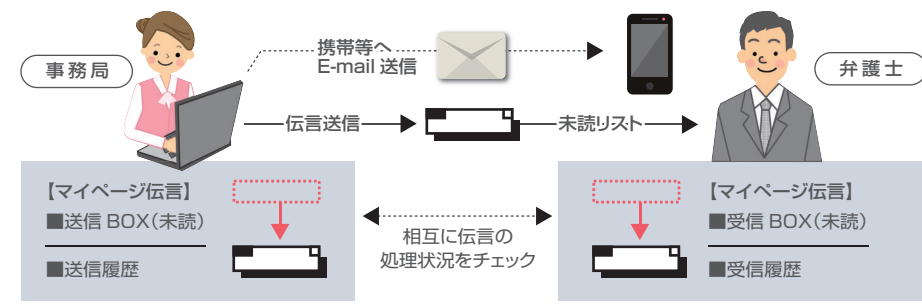 事務局
携帯等へ
E-mail 送信
弁護士
伝言送信
未読リスト
【マイページ伝言】
■送信 BOX(未読)
■送信履歴
相互に伝言の
処理状況をチェック
【マイページ伝言】
■受信 BOX(未読)
■受信履歴